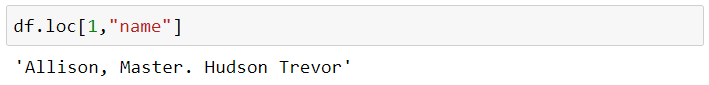 df.loc[1,"name"]
'Allison, Master. Hudson Trevor'